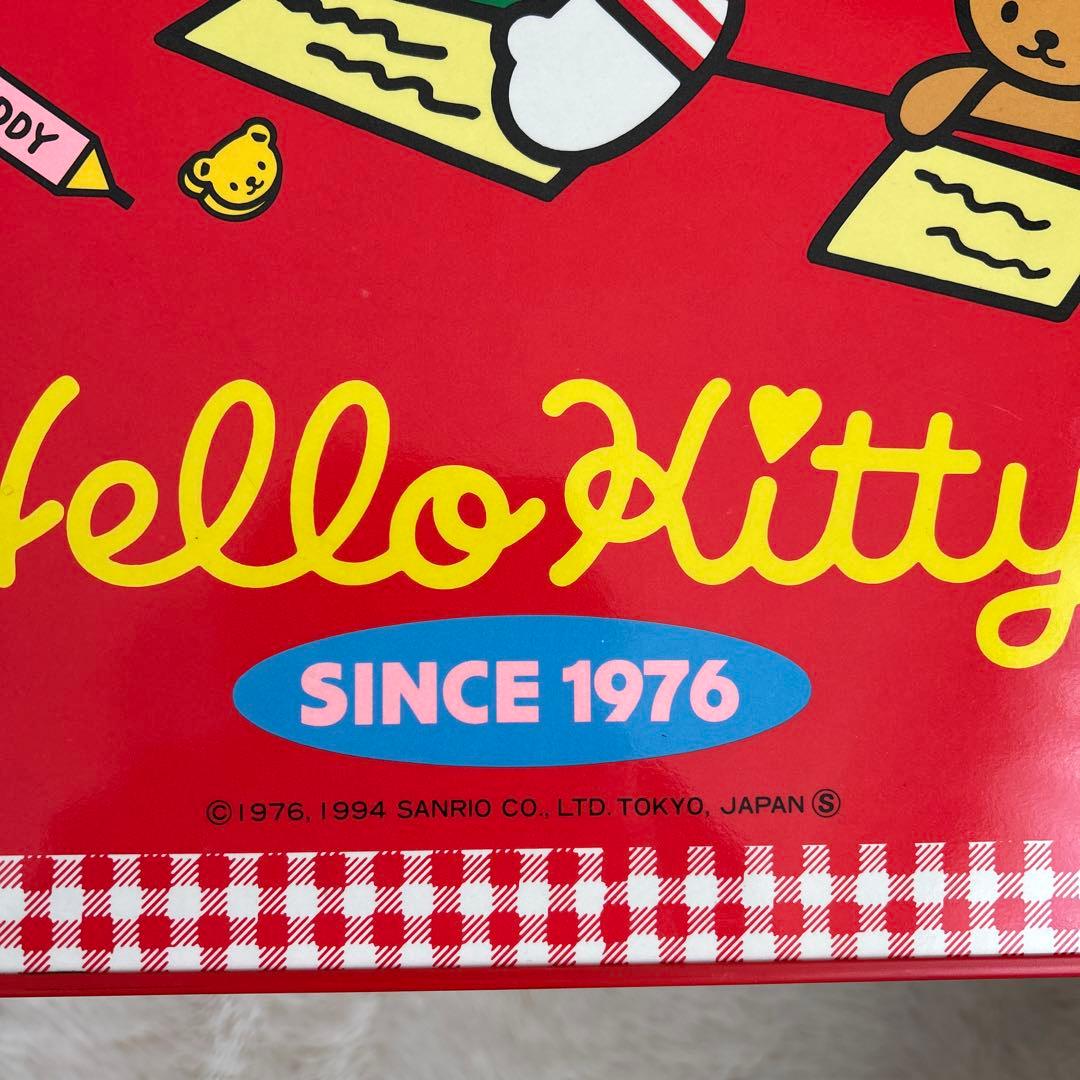 DDY
Hello Kitty
SINCE 1976
©1976, 1994 SANRIO CO., LTD. TOKYO, JAPAN Ⓢ